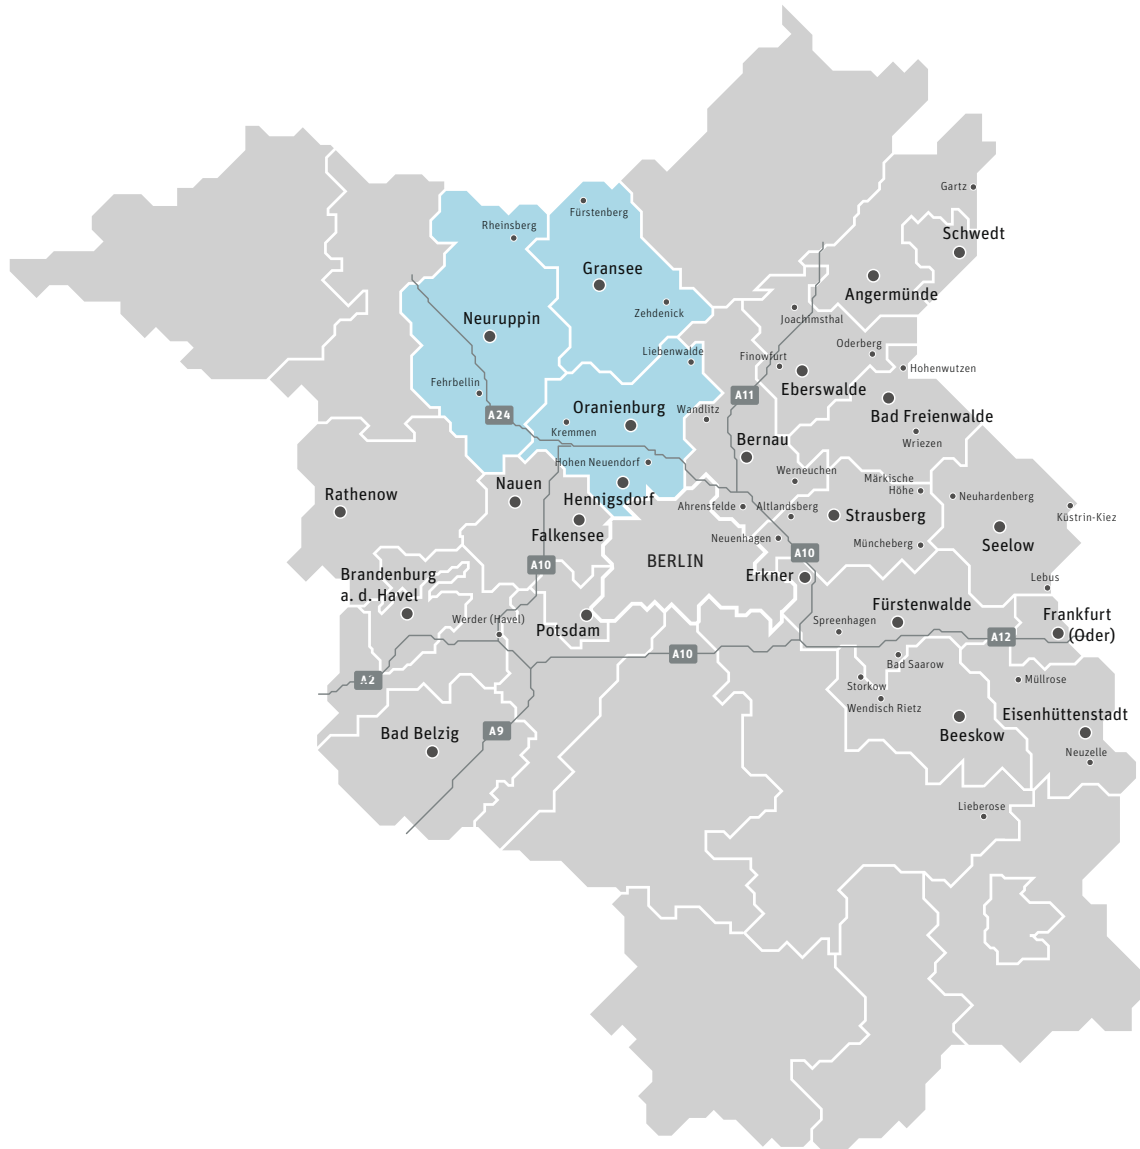 Gartz
Fürstenberg
Rheinsberg
Schwedt
Gransee
Angermünde
Zehdenick
Joachimsthal
Neuruppin
Oderberg
Liebenwalde
Finowfurt
Hohenwutzen
Fehrbellin
Eberswalde
A11
Wandlitz
Oranienburg
A24
Bad Freienwalde
Kremmen
Bernau
Wriezen
Hohen Neuendorf
Werneuchen
Märkische
Höhe
Nauen
Rathenow
Hennigsdorf
Neuhardenberg
Ahrensfelde
Altlandsberg
Strausberg
Küstrin-Kiez
Falkensee
Neuenhagen
Müncheberg
Seelow
BERLIN
A10
A10
Erkner
Brandenburg
a. d. Havel
Lebus
Fürstenwalde
Frankfurt
(Oder)
Werder (Havel)
Potsdam
Spreenhagen
A12
A10
Bad Saarow
A2
Müllrose
Storkow
Wendisch Rietz
Eisenhüttenstadt
Bad Belzig
A9
Beeskow
Neuzelle
Lieberose